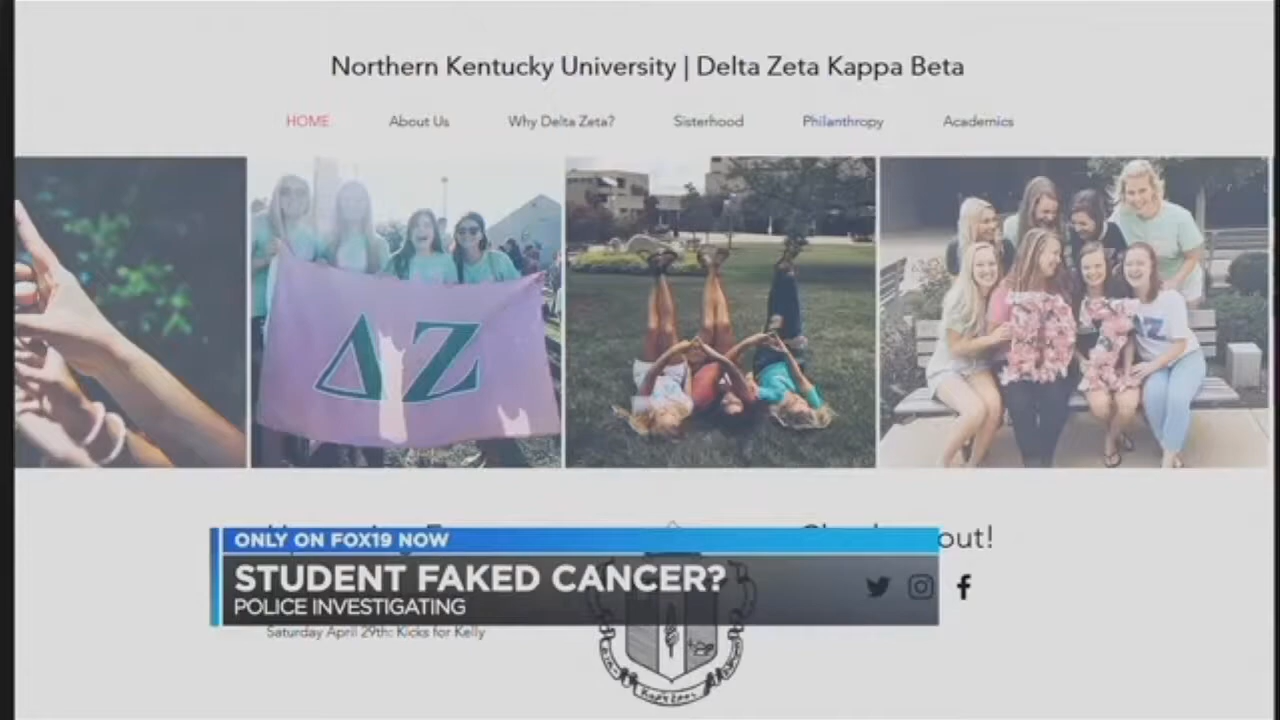 Northern Kentucky University | Delta Zeta Kappa Beta
HOME About Us Why Delta Zeta? Sisterhood Philanthropy Academics
ΔZ
DZ
out!
ONLY ON FOX19 NOW
STUDENT FAKED CANCER?
POLICE INVESTIGATING
Saturday April 29th: Kicks for Kelly